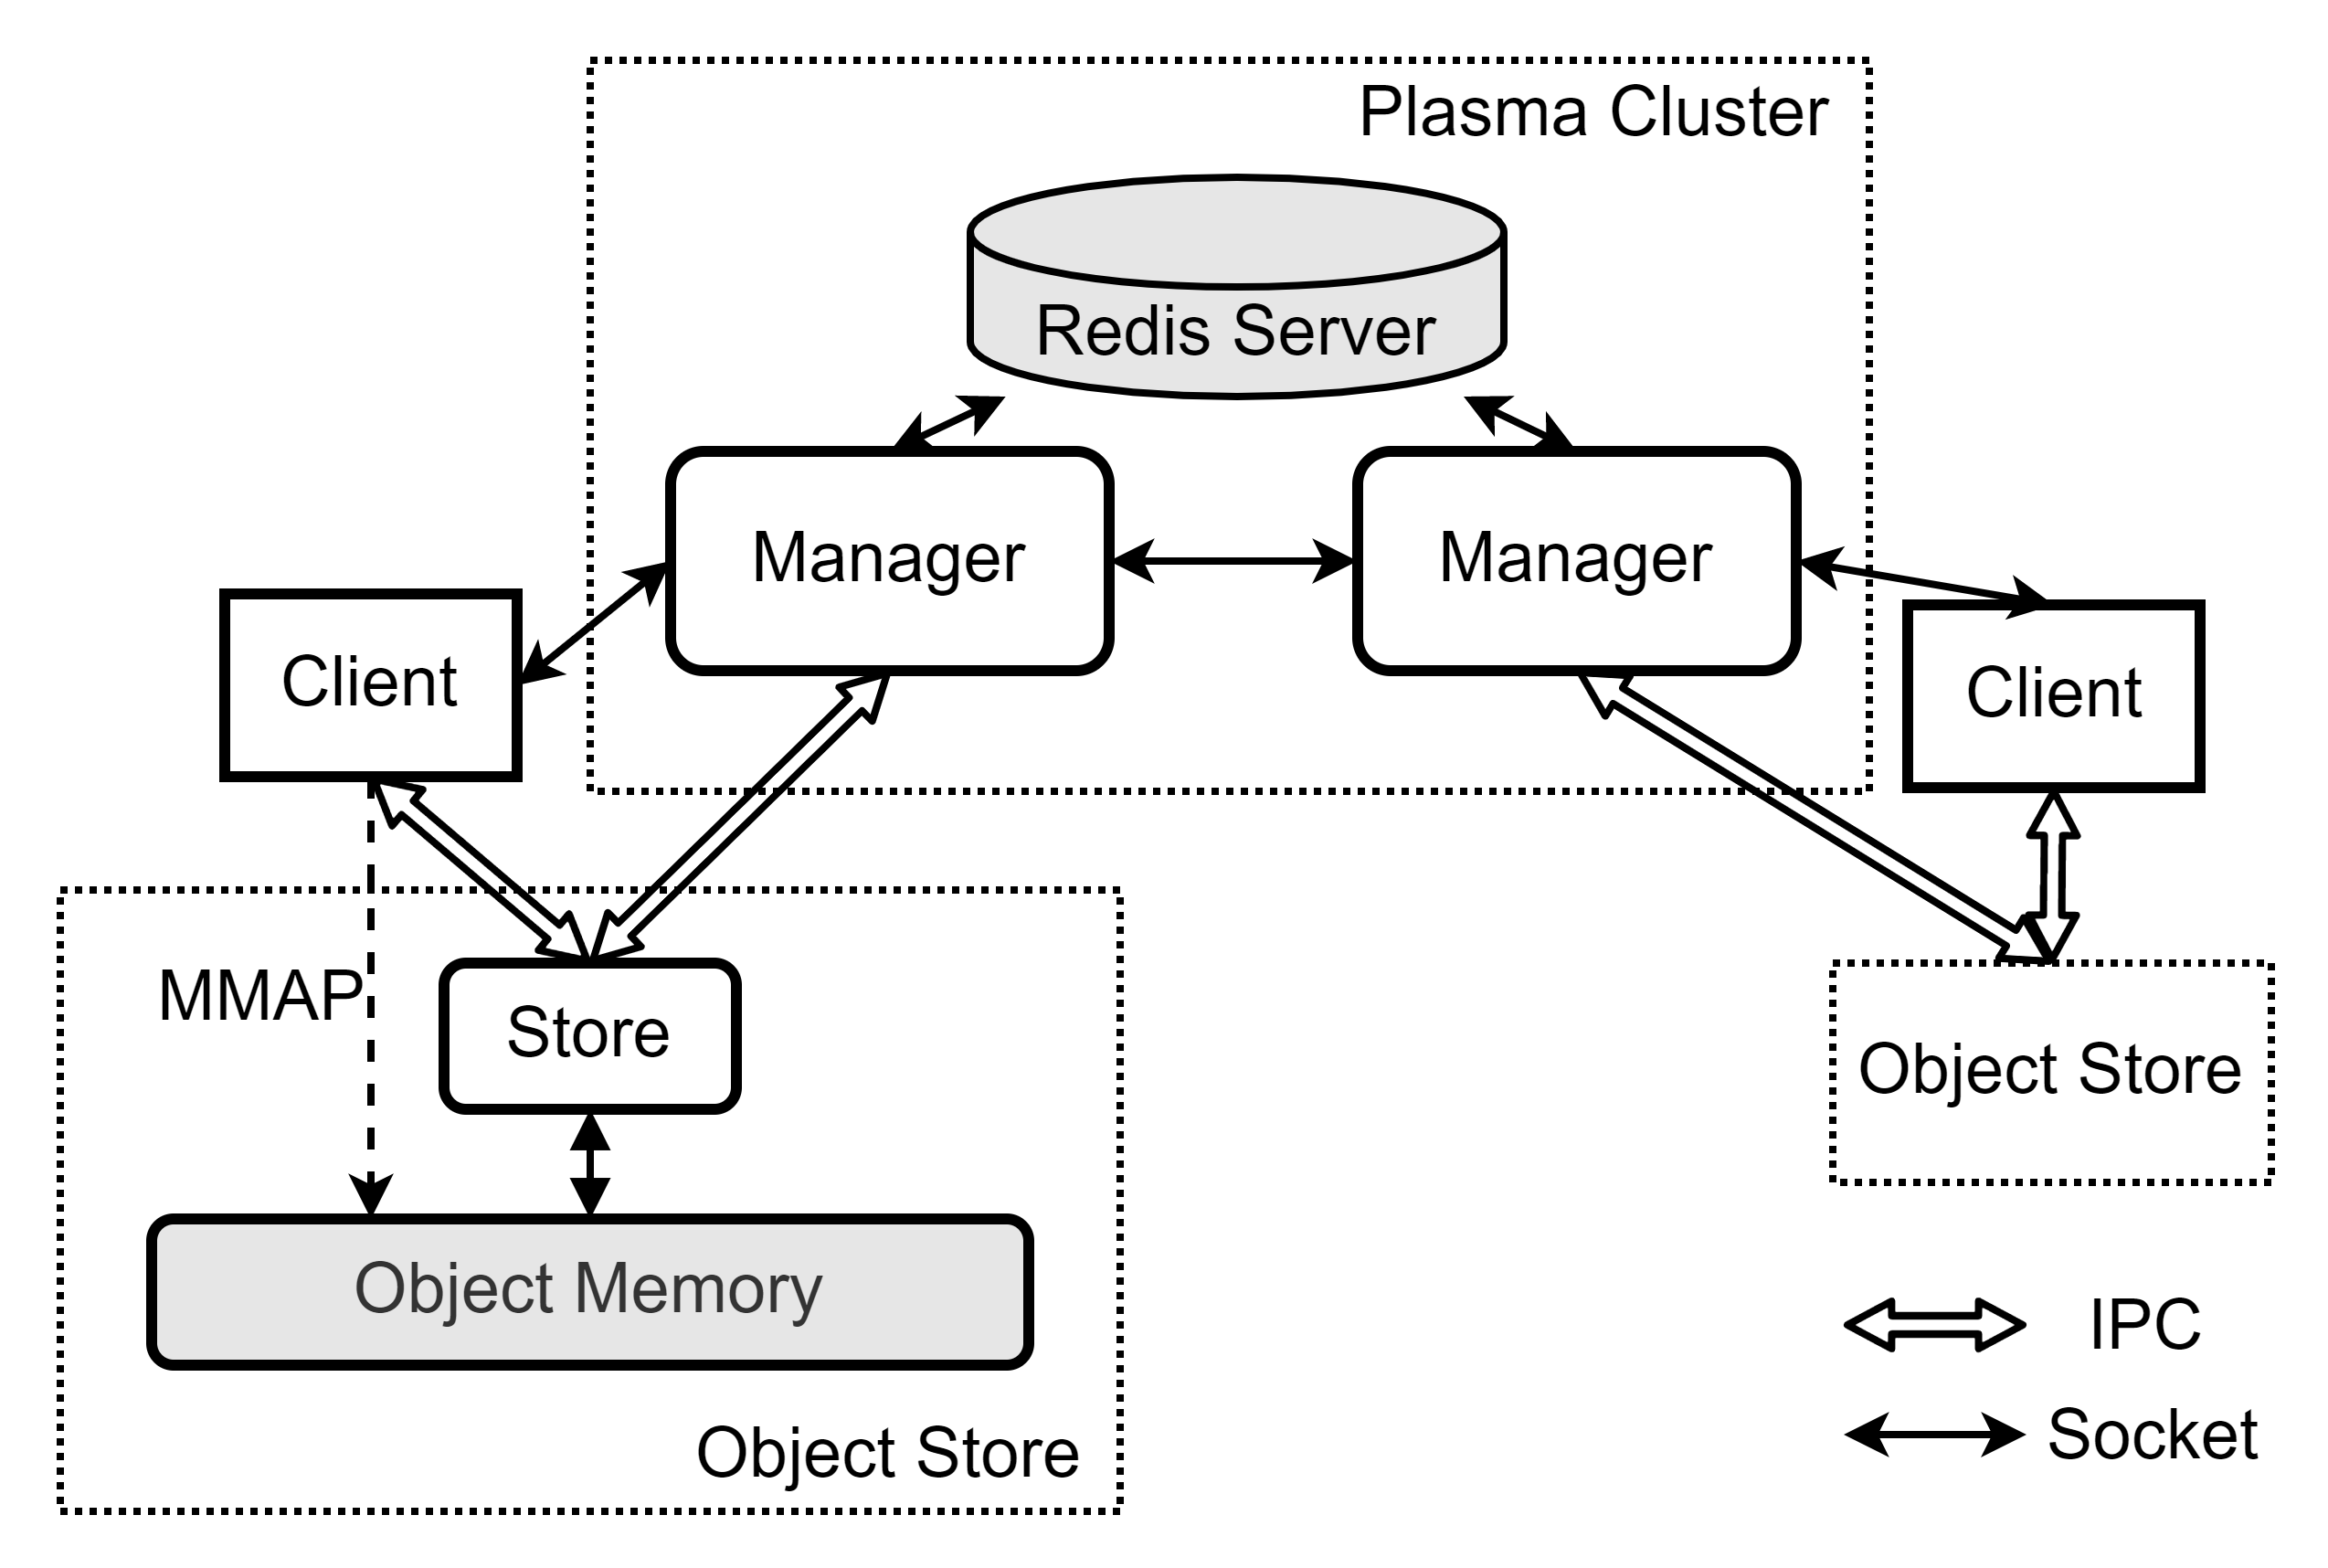 Plasma Cluster
Redis Server
Manager
Manager
Client
Client
MMAP
Store
Object Store
Object Memory
IPC
Socket
Object Store